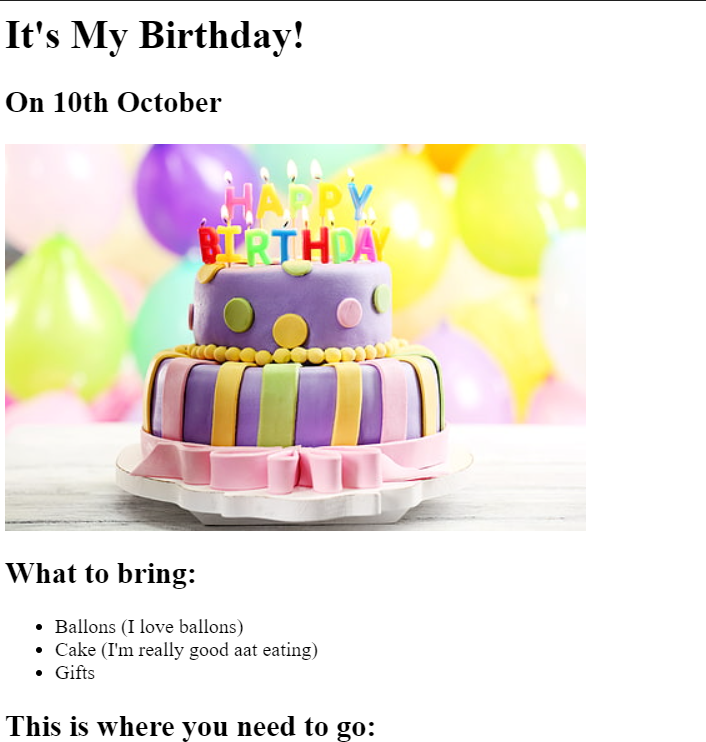 It's My Birthday!
On 10th October
HAPPY
BIRTHDAY
What to bring:
Ballons (I love ballons)
Cake (I'm really good aat eating)
Gifts
This is where you need to go: